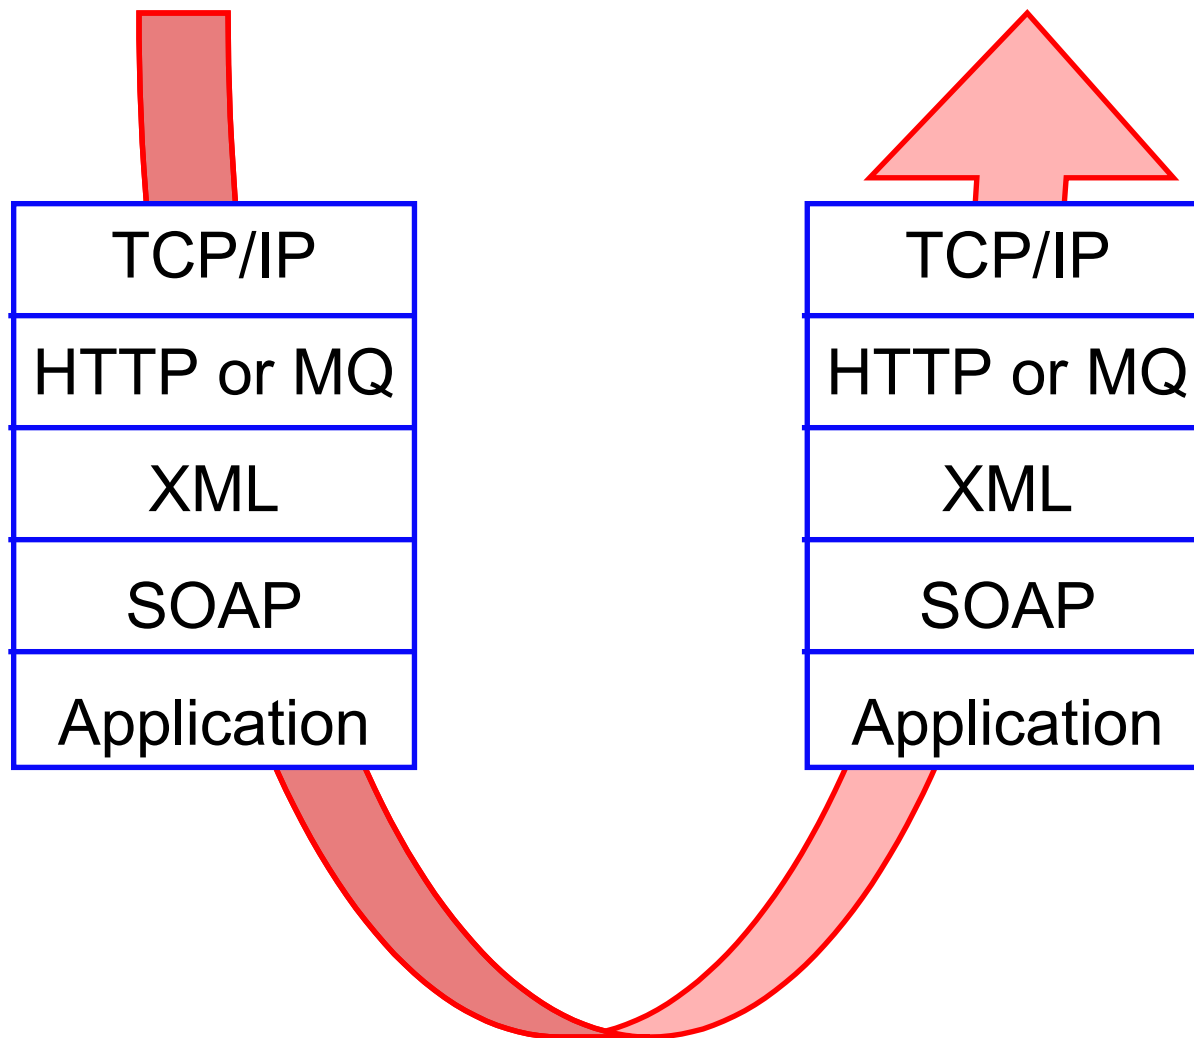 TCP/IP
HTTP or MQ
XML
SOAP
Application
TCP/IP
HTTP or MQ
XML
SOAP
Application